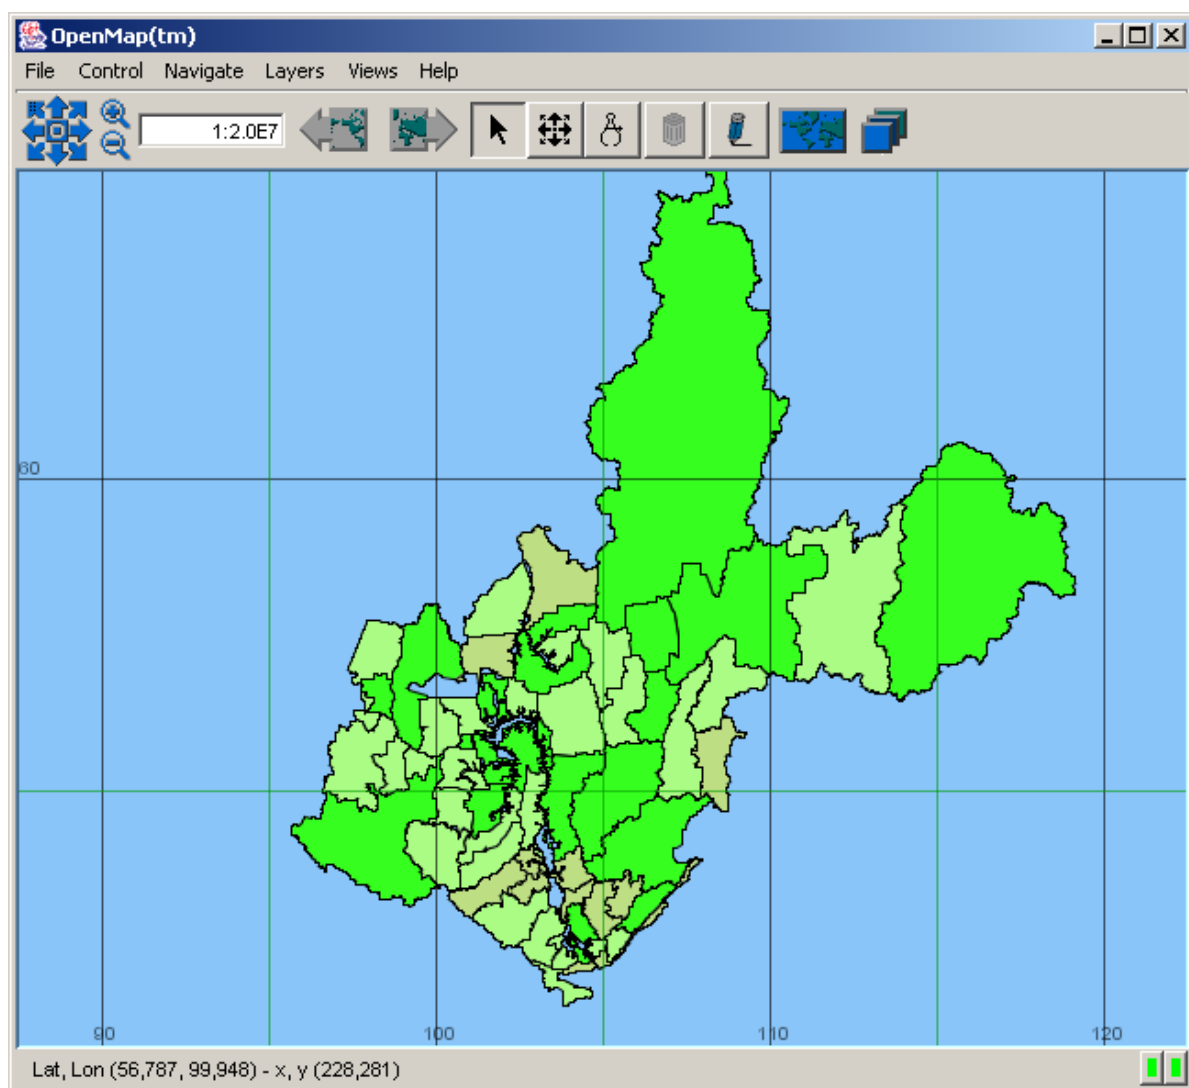 OpenMap(tm)
File Control Navigate Layers Views Help
1:2.0E7
60
90 100 110 120
Lat, Lon (56,787, 99,948) - x, y (228,281)